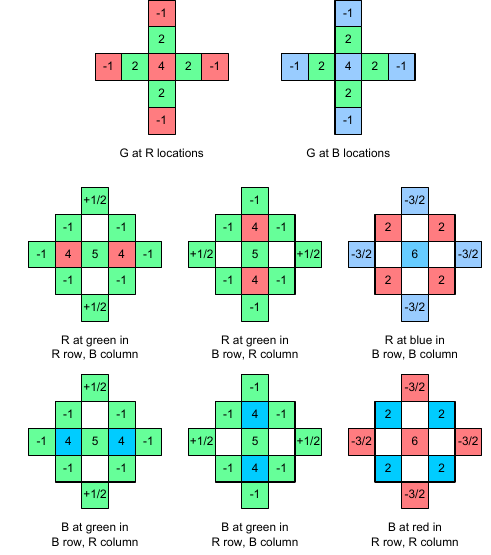 -1 -1
2 2
-1 2 4 2 -1 -1 2 4 2 -1
2 2
-1 -1
G at R locations G at B locations
+1/2 -1 -3/2
-1 -1 -1 4 -1 2 2
-1 4 5 4 -1 +1/2 5 +1/2 -3/2 6 -3/2
-1 -1 -1 4 -1 2 2
+1/2 -1 -3/2
R at green in R at green in R at blue in
R row, B column B row, R column B row, B column
+1/2 -1 -3/2
-1 -1 -1 4 -1 2 2
-1 4 5 4 -1 +1/2 5 +1/2 -3/2 6 -3/2
-1 -1 -1 4 -1 2 2
+1/2 -1 -3/2
B at green in B at green in B at red in
B row, R column R row, B column R row, R column